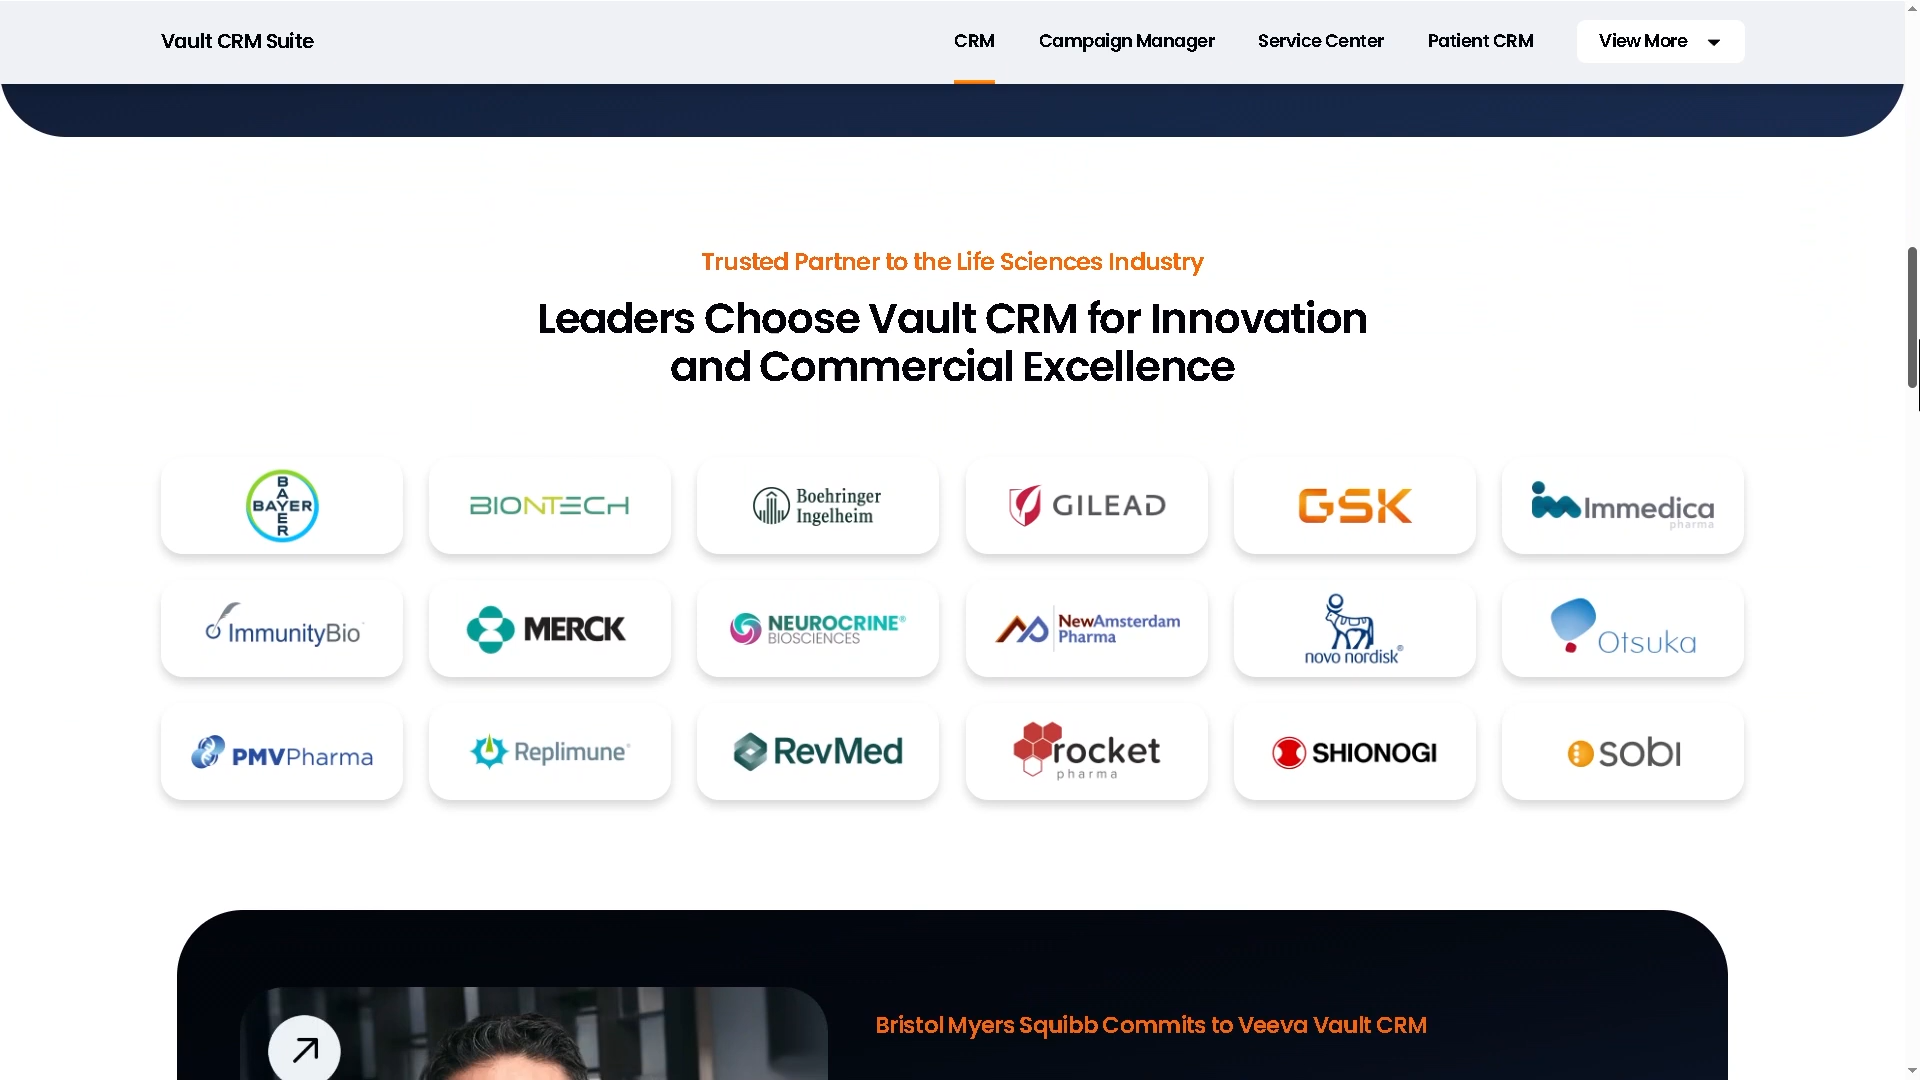 Vault CRM Suite
CRM
Campaign Manager
Service Center
Patient CRM
View More
Trusted Partner to the Life Sciences Industry
Leaders Choose Vault CRM for Innovation
and Commercial Excellence
BAYER
BAYER
BIONTECH
Boehringer
Ingelheim
GILEAD
GSK
Immedica
pharma
ImmunityBio
MERCK
NEUROCRINE®
BIOSCIENCES
NewAmsterdam
Pharma
novo nordisk®
Otsuka
PMVPharma
Replimune®
RevMed
rocket
pharma
SHIONOGI
sobi
Bristol Myers Squibb Commits to Veeva Vault CRM